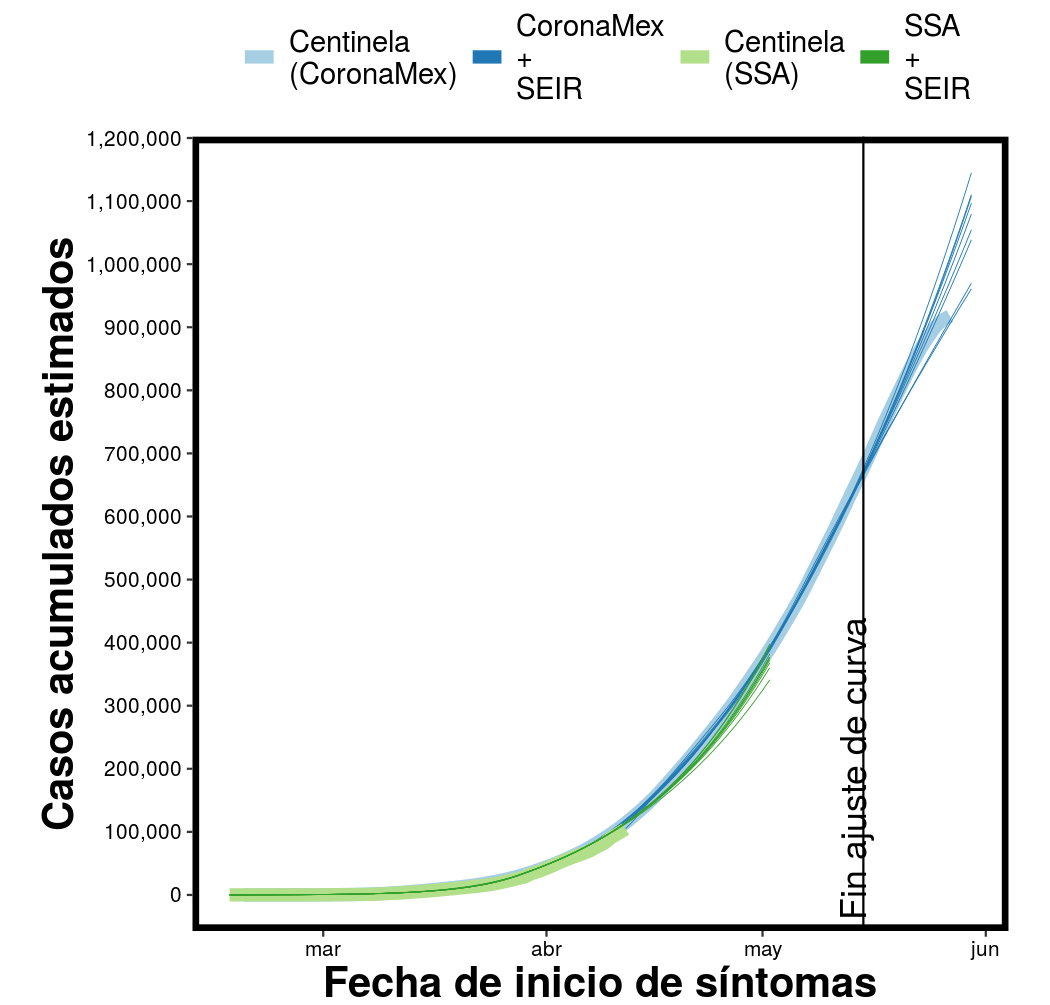 Centinela
(CoronaMex)
CoronaMex
+
SEIR
Centinela
(SSA)
SSA
+
SEIR
1,200,000
1,100,000
1,000,000
900,000
800,000
700,000
600,000
500,000
400,000
300,000
200,000
100,000
0
Casos acumulados estimados
Fin ajuste de curva
mar
abr
may
jun
Fecha de inicio de síntomas